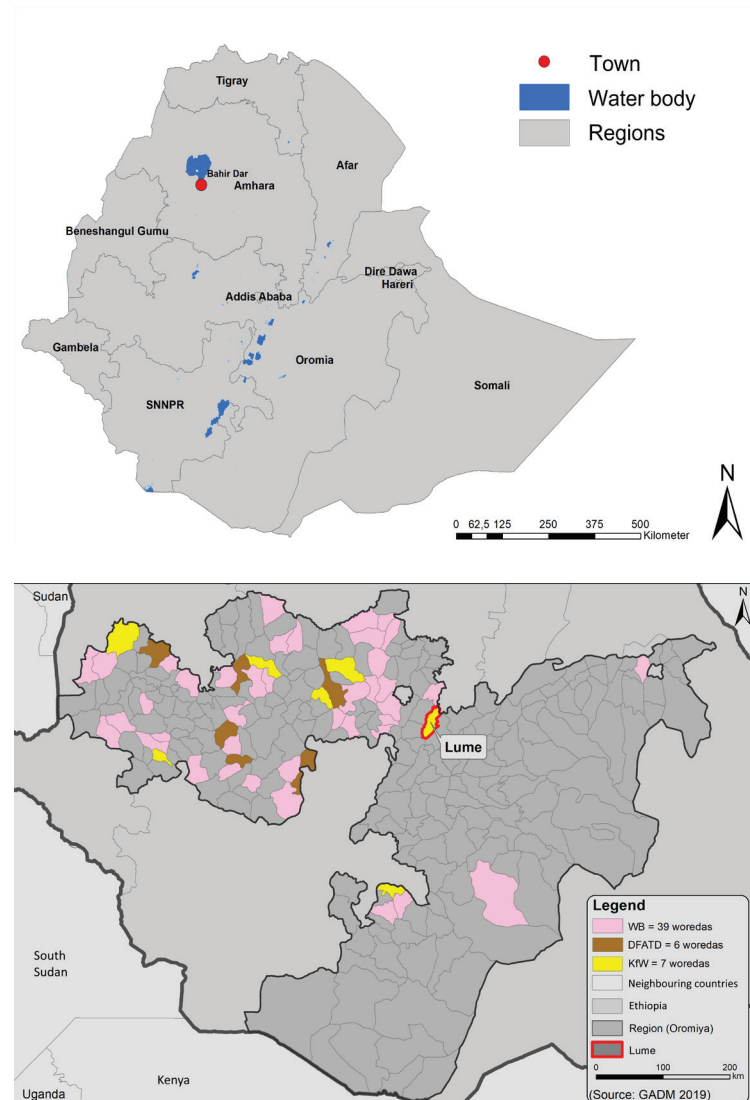 Town
Water body
Regions
Tigray
Afar
Bahir Dar
Amhara
Beneshangul Gumu
Dire Dawa
Hareri
Addis Ababa
Gambela
Oromia
Somali
SNNPR
N
0 62,5 125 250 375 500
Kilometer
Sudan
N
Lume
South
Sudan
Kenya
Uganda
Legend
WB = 39 woredas
DFATD = 6 woredas
KfW = 7 woredas
Neighbouring countries
Ethiopia
Region (Oromiya)
Lume
0 100 200
km
(Source: GADM 2019)